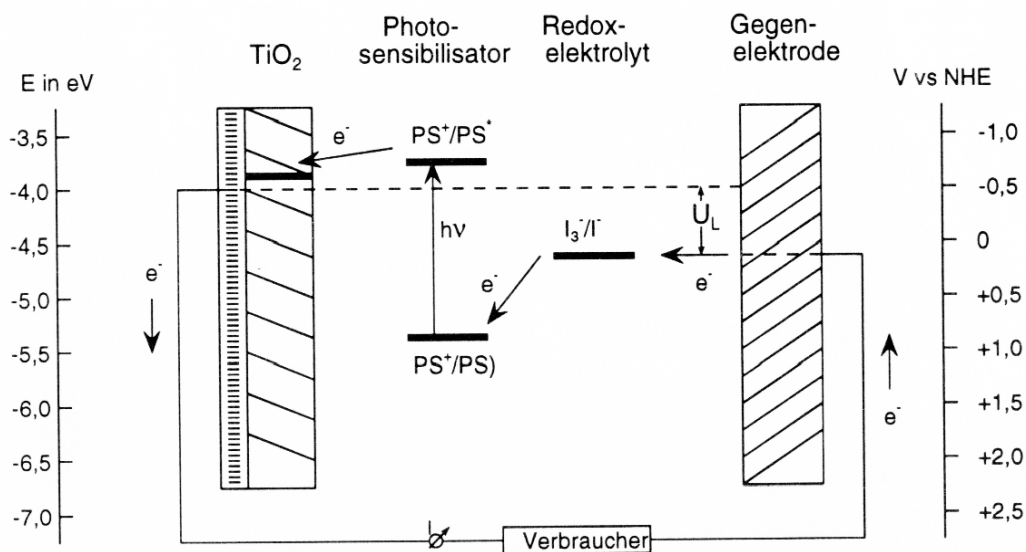 Photo-
sensibilisator
Redox-
elektrolyt
Gegen-
elektrode
TiO₂
E in eV
V vs NHE
-3,5
-4,0
-4,5
-5,0
-5,5
-6,0
-6,5
-7,0
e⁻
PS⁺/PS*
hν
I₃⁻/I⁻
U_L
e⁻
e⁻
e⁻
PS⁺/PS)
e⁻
-1,0
-0,5
0
+0,5
+1,0
+1,5
+2,0
+2,5
I
Verbraucher